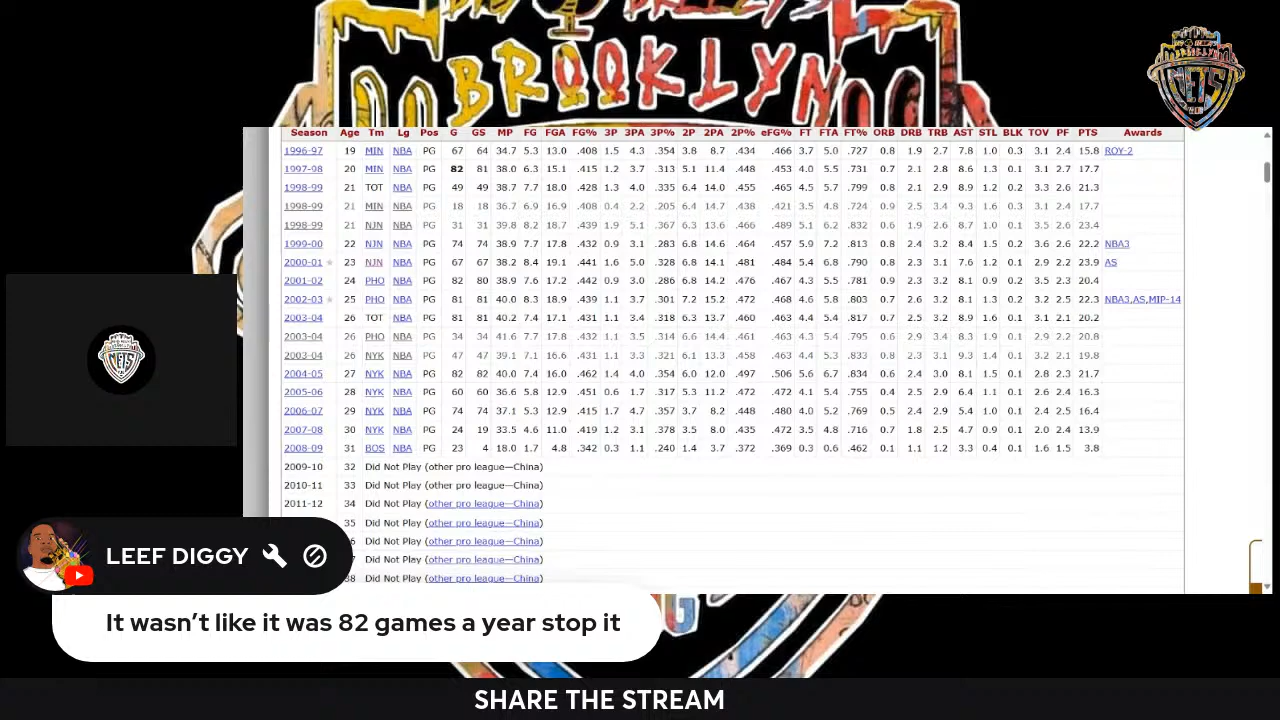 BROOKLYN
NETS
Season Age Tm Lg Pos G GS MP FG FGA FG% 3P 3PA 3P% 2P 2PA 2P% eFG% FT FTA FT% ORB DRB TRB AST STL BLK TOV PF PTS Awards
1996-97 19 MIN NBA PG 67 64 34.7 5.3 13.0 .408 1.5 4.3 .354 3.8 8.7 .434 .466 3.7 5.0 .727 0.8 1.9 2.7 7.8 1.0 0.3 3.1 2.4 15.8 ROY-2
1997-98 20 MIN NBA PG 82 81 38.0 6.3 15.1 .415 1.2 3.7 .313 5.1 11.4 .448 .453 4.0 5.5 .731 0.7 2.1 2.8 8.6 1.3 0.1 3.1 2.7 17.7
1998-99 21 TOT NBA PG 49 49 38.7 7.7 18.0 .428 1.3 4.0 .335 6.4 14.0 .455 .465 4.5 5.7 .799 0.8 2.1 2.9 8.9 1.2 0.2 3.3 2.6 21.3
1998-99 21 MIN NBA PG 18 18 36.7 6.9 16.9 .408 0.4 2.2 .205 6.4 14.7 .438 .421 3.5 4.8 .724 0.9 2.5 3.4 9.3 1.6 0.3 3.1 2.4 17.7
1998-99 21 NJN NBA PG 31 31 39.8 8.2 18.7 .439 1.9 5.1 .367 6.3 13.6 .466 .489 5.1 6.2 .832 0.6 1.9 2.6 8.7 1.0 0.1 3.5 2.6 23.4
1999-00 22 NJN NBA PG 74 74 38.9 7.7 17.8 .432 0.9 3.1 .283 6.8 14.6 .464 .457 5.9 7.2 .813 0.8 2.4 3.2 8.4 1.5 0.2 3.6 2.6 22.2 NBA3
2000-01 23 NJN NBA PG 67 67 38.2 8.4 19.1 .441 1.6 5.0 .328 6.8 14.1 .481 .484 5.4 6.8 .790 0.8 2.3 3.1 7.6 1.2 0.1 2.9 2.2 23.9 AS
2001-02 24 PHO NBA PG 82 80 38.9 7.6 17.2 .442 0.9 3.0 .286 6.8 14.2 .476 .467 4.3 5.5 .781 0.9 2.3 3.2 8.1 0.9 0.2 3.5 2.3 20.4
2002-03 25 PHO NBA PG 81 81 40.0 8.3 18.9 .439 1.1 3.7 .301 7.2 15.2 .472 .468 4.6 5.8 .803 0.7 2.6 3.2 8.1 1.3 0.2 3.2 2.5 22.3 NBA3,AS,MIP-14
2003-04 26 TOT NBA PG 81 81 40.2 7.4 17.1 .431 1.1 3.4 .318 6.3 13.7 .460 .463 4.4 5.4 .817 0.7 2.5 3.2 8.9 1.6 0.1 3.1 2.1 20.2
2003-04 26 PHO NBA PG 34 34 41.6 7.7 17.8 .432 1.1 3.5 .314 6.6 14.4 .461 .463 4.3 5.4 .795 0.6 2.9 3.4 8.3 1.9 0.1 2.9 2.2 20.8
2003-04 26 NYK NBA PG 47 47 39.1 7.1 16.6 .431 1.1 3.3 .321 6.1 13.3 .458 .463 4.4 5.3 .833 0.8 2.3 3.1 9.3 1.4 0.1 3.2 2.1 19.8
2004-05 27 NYK NBA PG 82 82 40.0 7.4 16.0 .462 1.4 4.0 .354 6.0 12.0 .497 .506 5.6 6.7 .834 0.6 2.4 3.0 8.1 1.5 0.1 2.8 2.3 21.7
2005-06 28 NYK NBA PG 60 60 36.6 5.8 12.9 .451 0.6 1.7 .317 5.3 11.2 .472 .472 4.1 5.4 .755 0.4 2.5 2.9 6.4 1.1 0.1 2.6 2.4 16.3
2006-07 29 NYK NBA PG 74 74 37.1 5.3 12.9 .415 1.7 4.7 .357 3.7 8.2 .448 .480 4.0 5.2 .769 0.5 2.4 2.9 5.4 1.0 0.0 2.4 2.5 16.4
2007-08 30 NYK NBA PG 24 19 33.5 4.6 11.0 .419 1.2 3.1 .378 3.5 8.0 .435 .472 3.5 4.8 .716 0.7 1.8 2.5 4.7 0.9 0.1 2.0 2.4 13.9
2008-09 31 BOS NBA PG 23 4 18.0 1.7 4.8 .342 0.3 1.1 .240 1.4 3.7 .372 .369 0.3 0.6 .462 0.1 1.1 1.2 3.3 0.4 0.1 1.6 1.5 3.8
2009-10 32 Did Not Play (other pro league—China)
2010-11 33 Did Not Play (other pro league—China)
2011-12 34 Did Not Play (other pro league—China)
35 Did Not Play (other pro league—China)
6 Did Not Play (other pro league—China)
7 Did Not Play (other pro league—China)
38 Did Not Play (other pro league—China)
NETS
LEEF DIGGY
It wasn't like it was 82 games a year stop it
SHARE THE STREAM